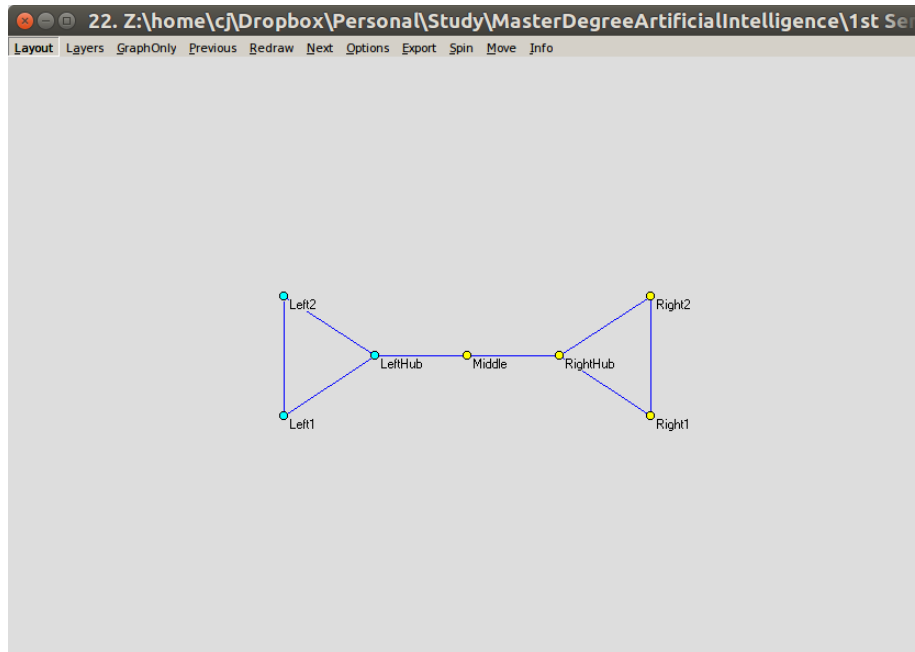 22. Z:\home\cj\Dropbox\Personal\Study\MasterDegreeArtificialIntelligence\1st Ser
Layout Layers GraphOnly Previous Redraw Next Options Export Spin Move Info
Left2 Right2
LeftHub Middle RightHub
Left1 Right1